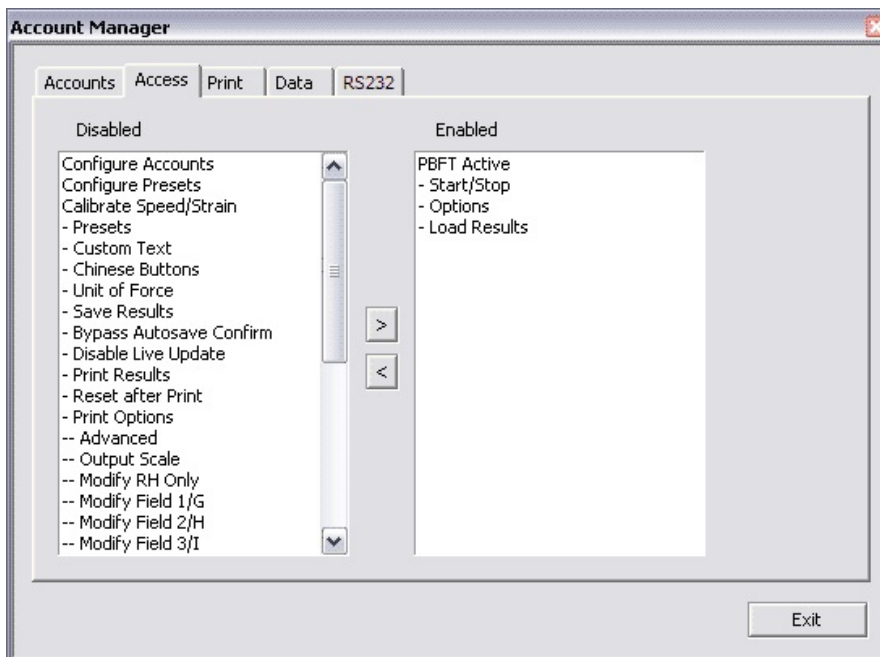 Account Manager
Accounts Access Print Data RS232
Disabled
Configure Accounts
Configure Presets
Calibrate Speed/Strain
- Presets
- Custom Text
- Chinese Buttons
- Unit of Force
- Save Results
- Bypass Autosave Confirm
- Disable Live Update
- Print Results
- Reset after Print
- Print Options
-- Advanced
-- Output Scale
-- Modify RH Only
-- Modify Field 1/G
-- Modify Field 2/H
-- Modify Field 3/I
>
<
Enabled
PBFT Active
- Start/Stop
- Options
- Load Results
Exit